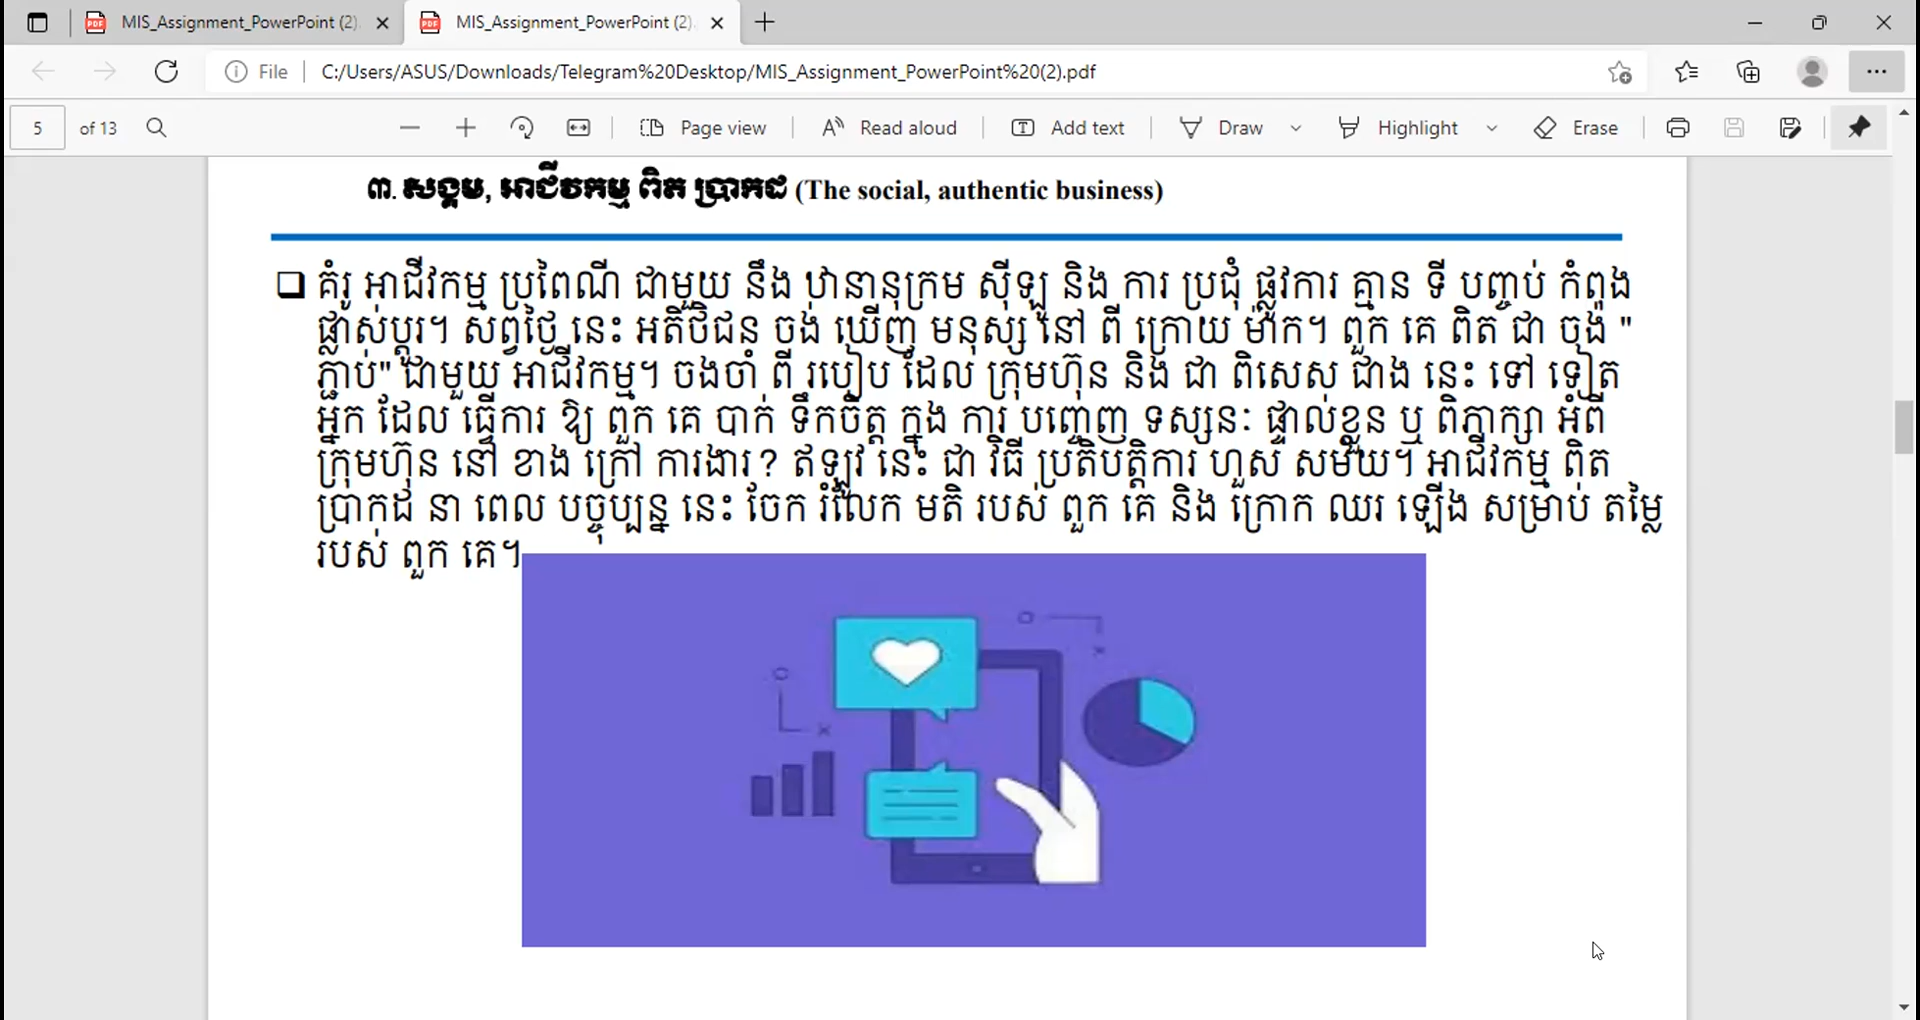 MIS_Assignment_PowerPoint (2).
MIS_Assignment_PowerPoint (2).
File
C:/Users/ASUS/Downloads/Telegram%20Desktop/MIS_Assignment_PowerPoint%20(2).pdf
5 of 13 Page view Read aloud Add text Draw Highlight Erase
៣. សង្គម, អាជីវកម្ម ពិត ប្រាកដ (The social, authentic business)
គំរូ អាជីវកម្ម ប្រពៃណី ជាមួយ នឹង ឋានានុក្រម ស៊ីឡូ និង ការ ប្រជុំ ផ្លូវការ គ្មាន ទី បញ្ចប់ កំពុង
ផ្លាស់ប្តូរ។ សព្វថ្ងៃ នេះ អតិថិជន ចង់ ឃើញ មនុស្ស នៅ ពី ក្រោយ ម៉ាក។ ពួក គេ ពិត ជា ចង់ "
ភ្ជាប់" ជាមួយ អាជីវកម្ម។ ចងចាំ ពី របៀប ដែល ក្រុមហ៊ុន និង ជា ពិសេស ជាង នេះ ទៅ ទៀត
អ្នក ដែល ធ្វើការ ឱ្យ ពួក គេ បាក់ ទឹកចិត្ត ក្នុង ការ បញ្ចេញ ទស្សនៈ ផ្ទាល់ខ្លួន ឬ ពិភាក្សា អំពី
ក្រុមហ៊ុន នៅ ខាង ក្រៅ ការងារ? ឥឡូវ នេះ ជា វិធី ប្រតិបត្តិការ ហួស សម័យ។ អាជីវកម្ម ពិត
ប្រាកដ នា ពេល បច្ចុប្បន្ន នេះ ចែក រំលែក មតិ របស់ ពួក គេ និង ក្រោក ឈរ ឡើង សម្រាប់ តម្លៃ
របស់ ពួក គេ។